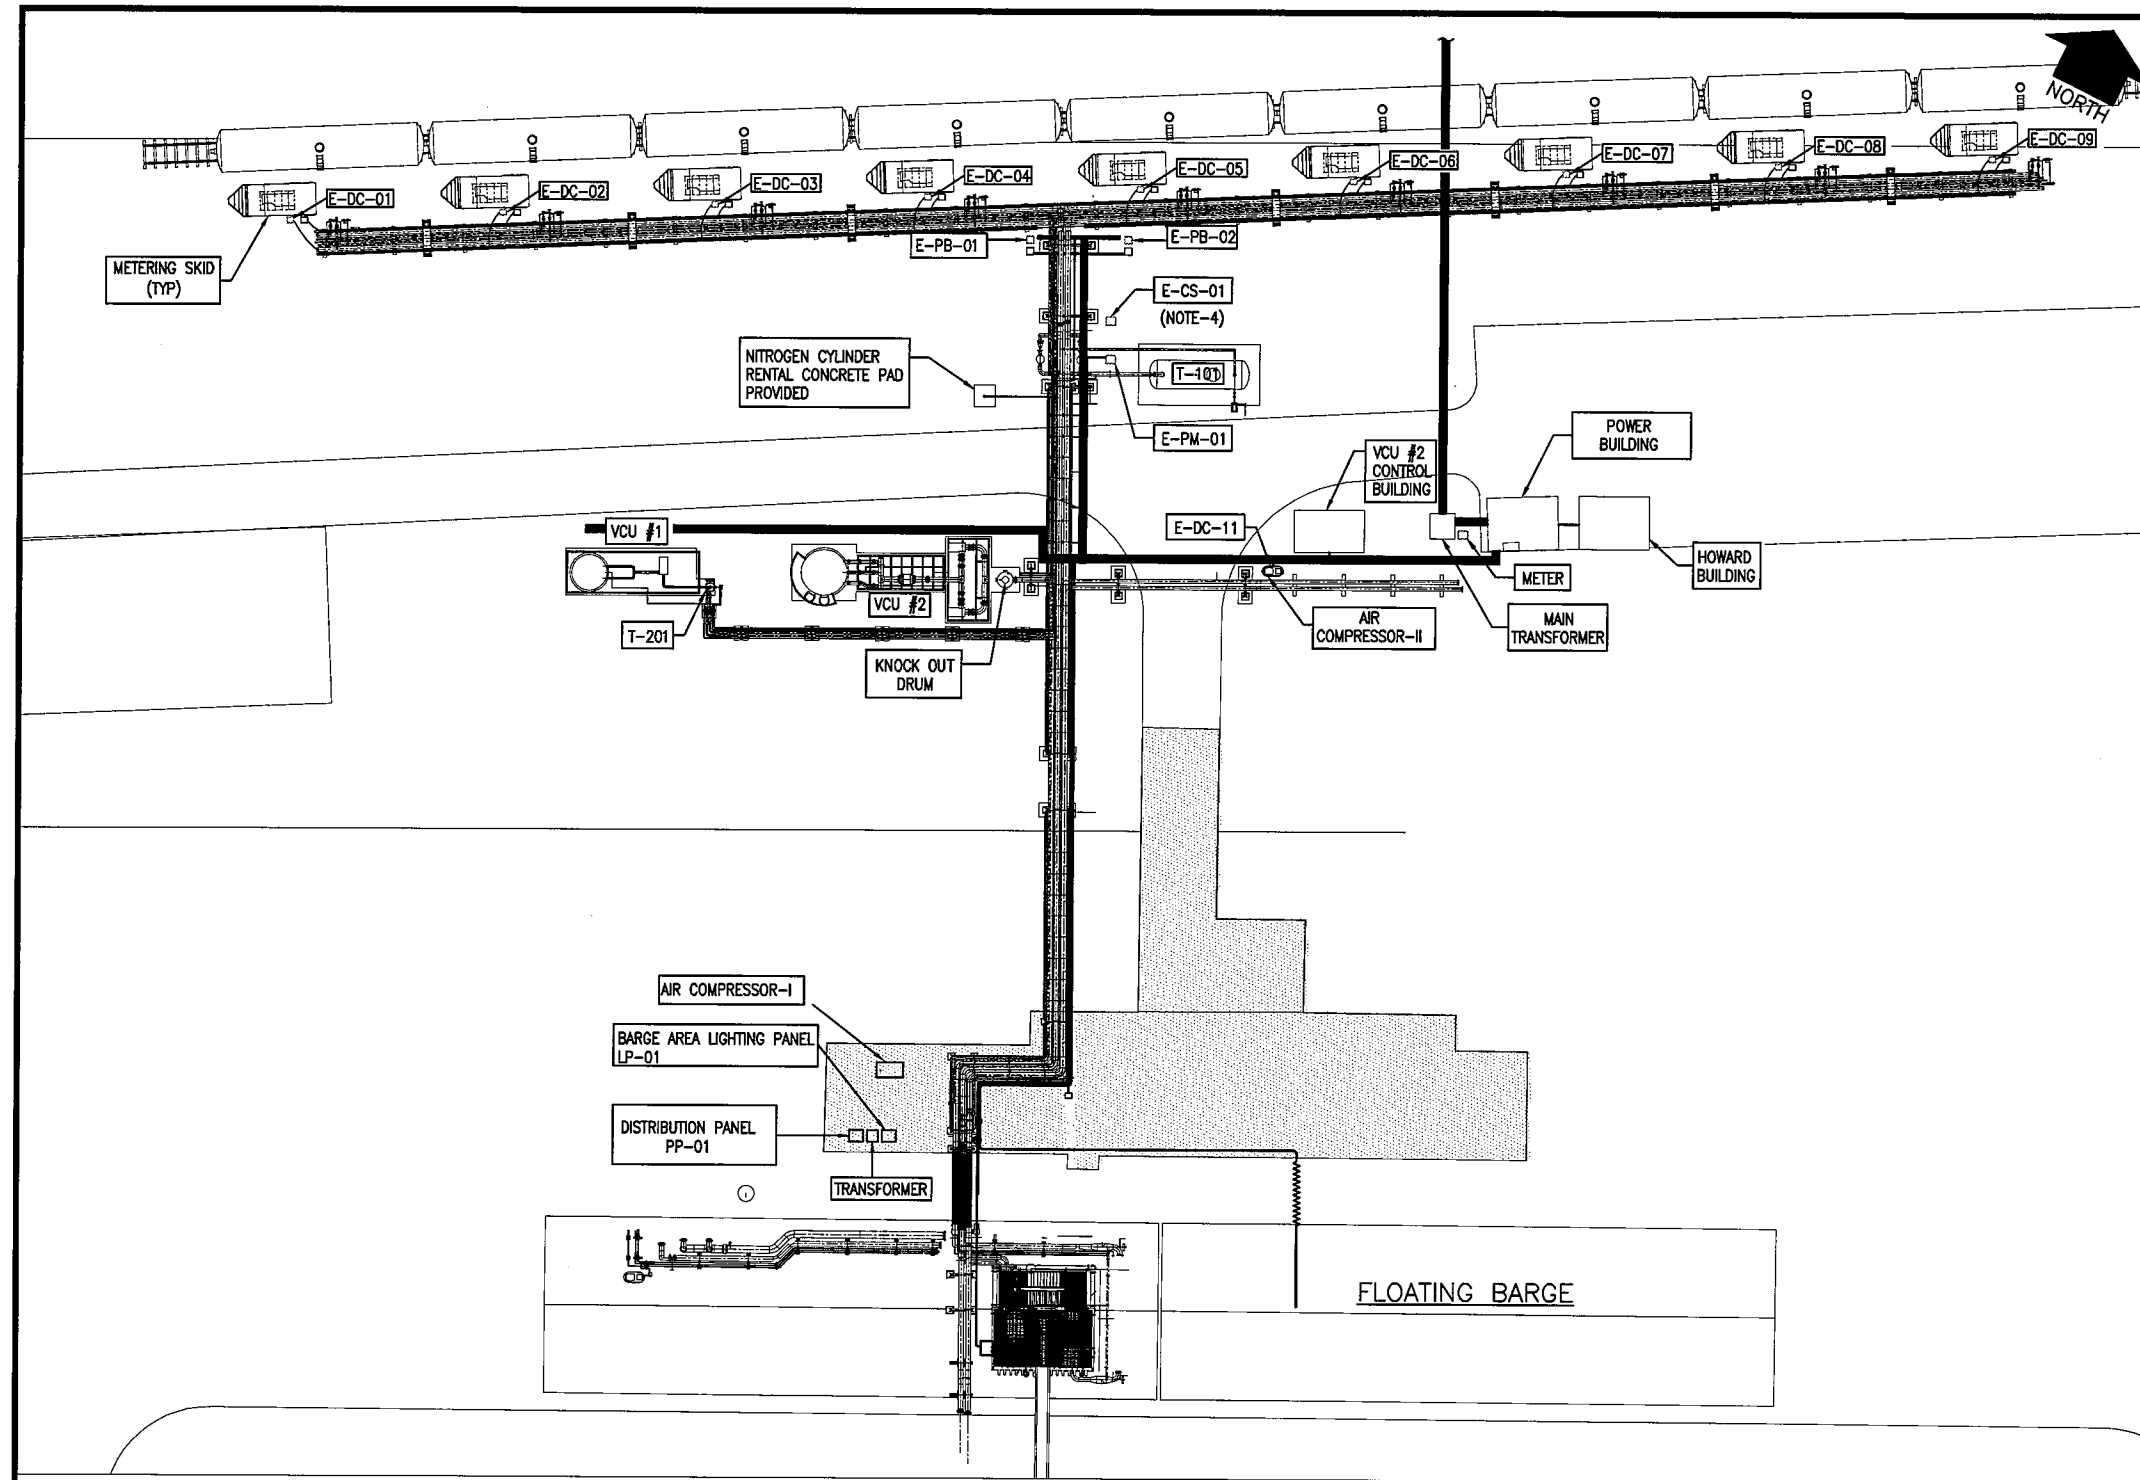 NORTH
E-DC-01
E-DC-02
E-DC-03
E-DC-04
E-DC-05
E-DC-06
E-DC-07
E-DC-08
E-DC-09
METERING SKID
(TYP)
E-PB-01
E-PB-02
E-CS-01
(NOTE-4)
NITROGEN CYLINDER
RENTAL CONCRETE PAD
PROVIDED
T-101
E-PM-01
POWER
BUILDING
VCU #2
CONTROL
BUILDING
VCU #1
E-DC-11
HOWARD
BUILDING
METER
VCU #2
T-201
AIR
COMPRESSOR-II
MAIN
TRANSFORMER
KNOCK OUT
DRUM
AIR COMPRESSOR-I
BARGE AREA LIGHTING PANEL
LP-01
DISTRIBUTION PANEL
PP-01
TRANSFORMER
FLOATING BARGE